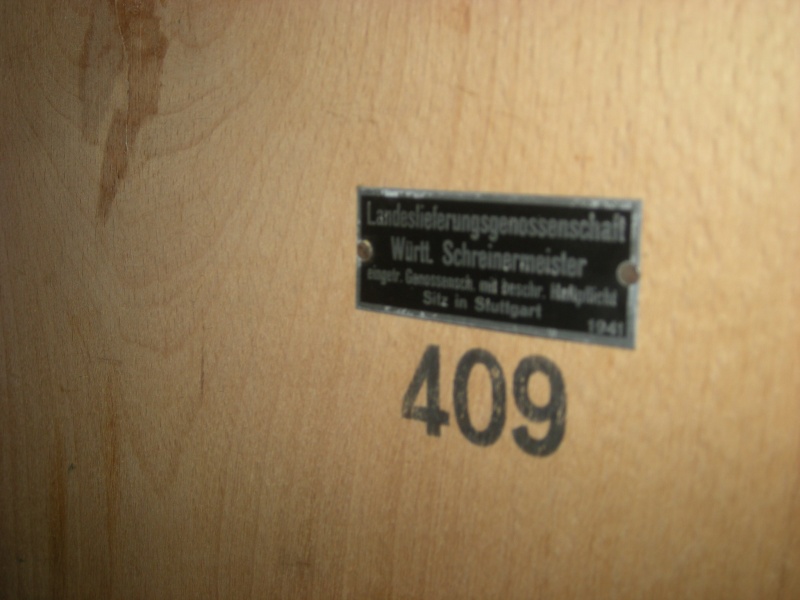 Landeslieferungsgenossenschaft
Württ. Schreinermeister
eingetr. Genossensch. mit beschr. Haftpflicht
Sitz in Stuttgart
1941
409